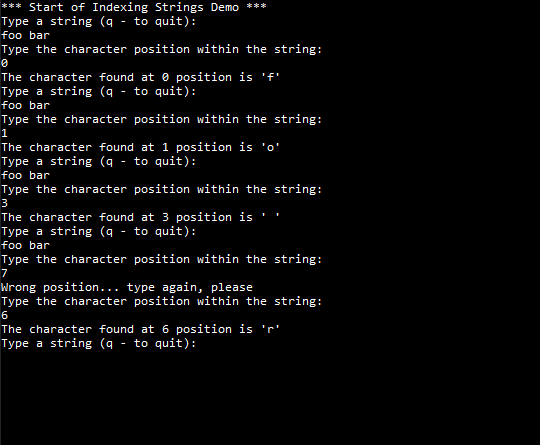 *** Start of Indexing Strings Demo ***
Type a string (q - to quit):
foo bar
Type the character position within the string:
0
The character found at 0 position is 'f'
Type a string (q - to quit):
foo bar
Type the character position within the string:
1
The character found at 1 position is 'o'
Type a string (q - to quit):
foo bar
Type the character position within the string:
3
The character found at 3 position is ' '
Type a string (q - to quit):
foo bar
Type the character position within the string:
7
Wrong position... type again, please
Type the character position within the string:
6
The character found at 6 position is 'r'
Type a string (q - to quit):